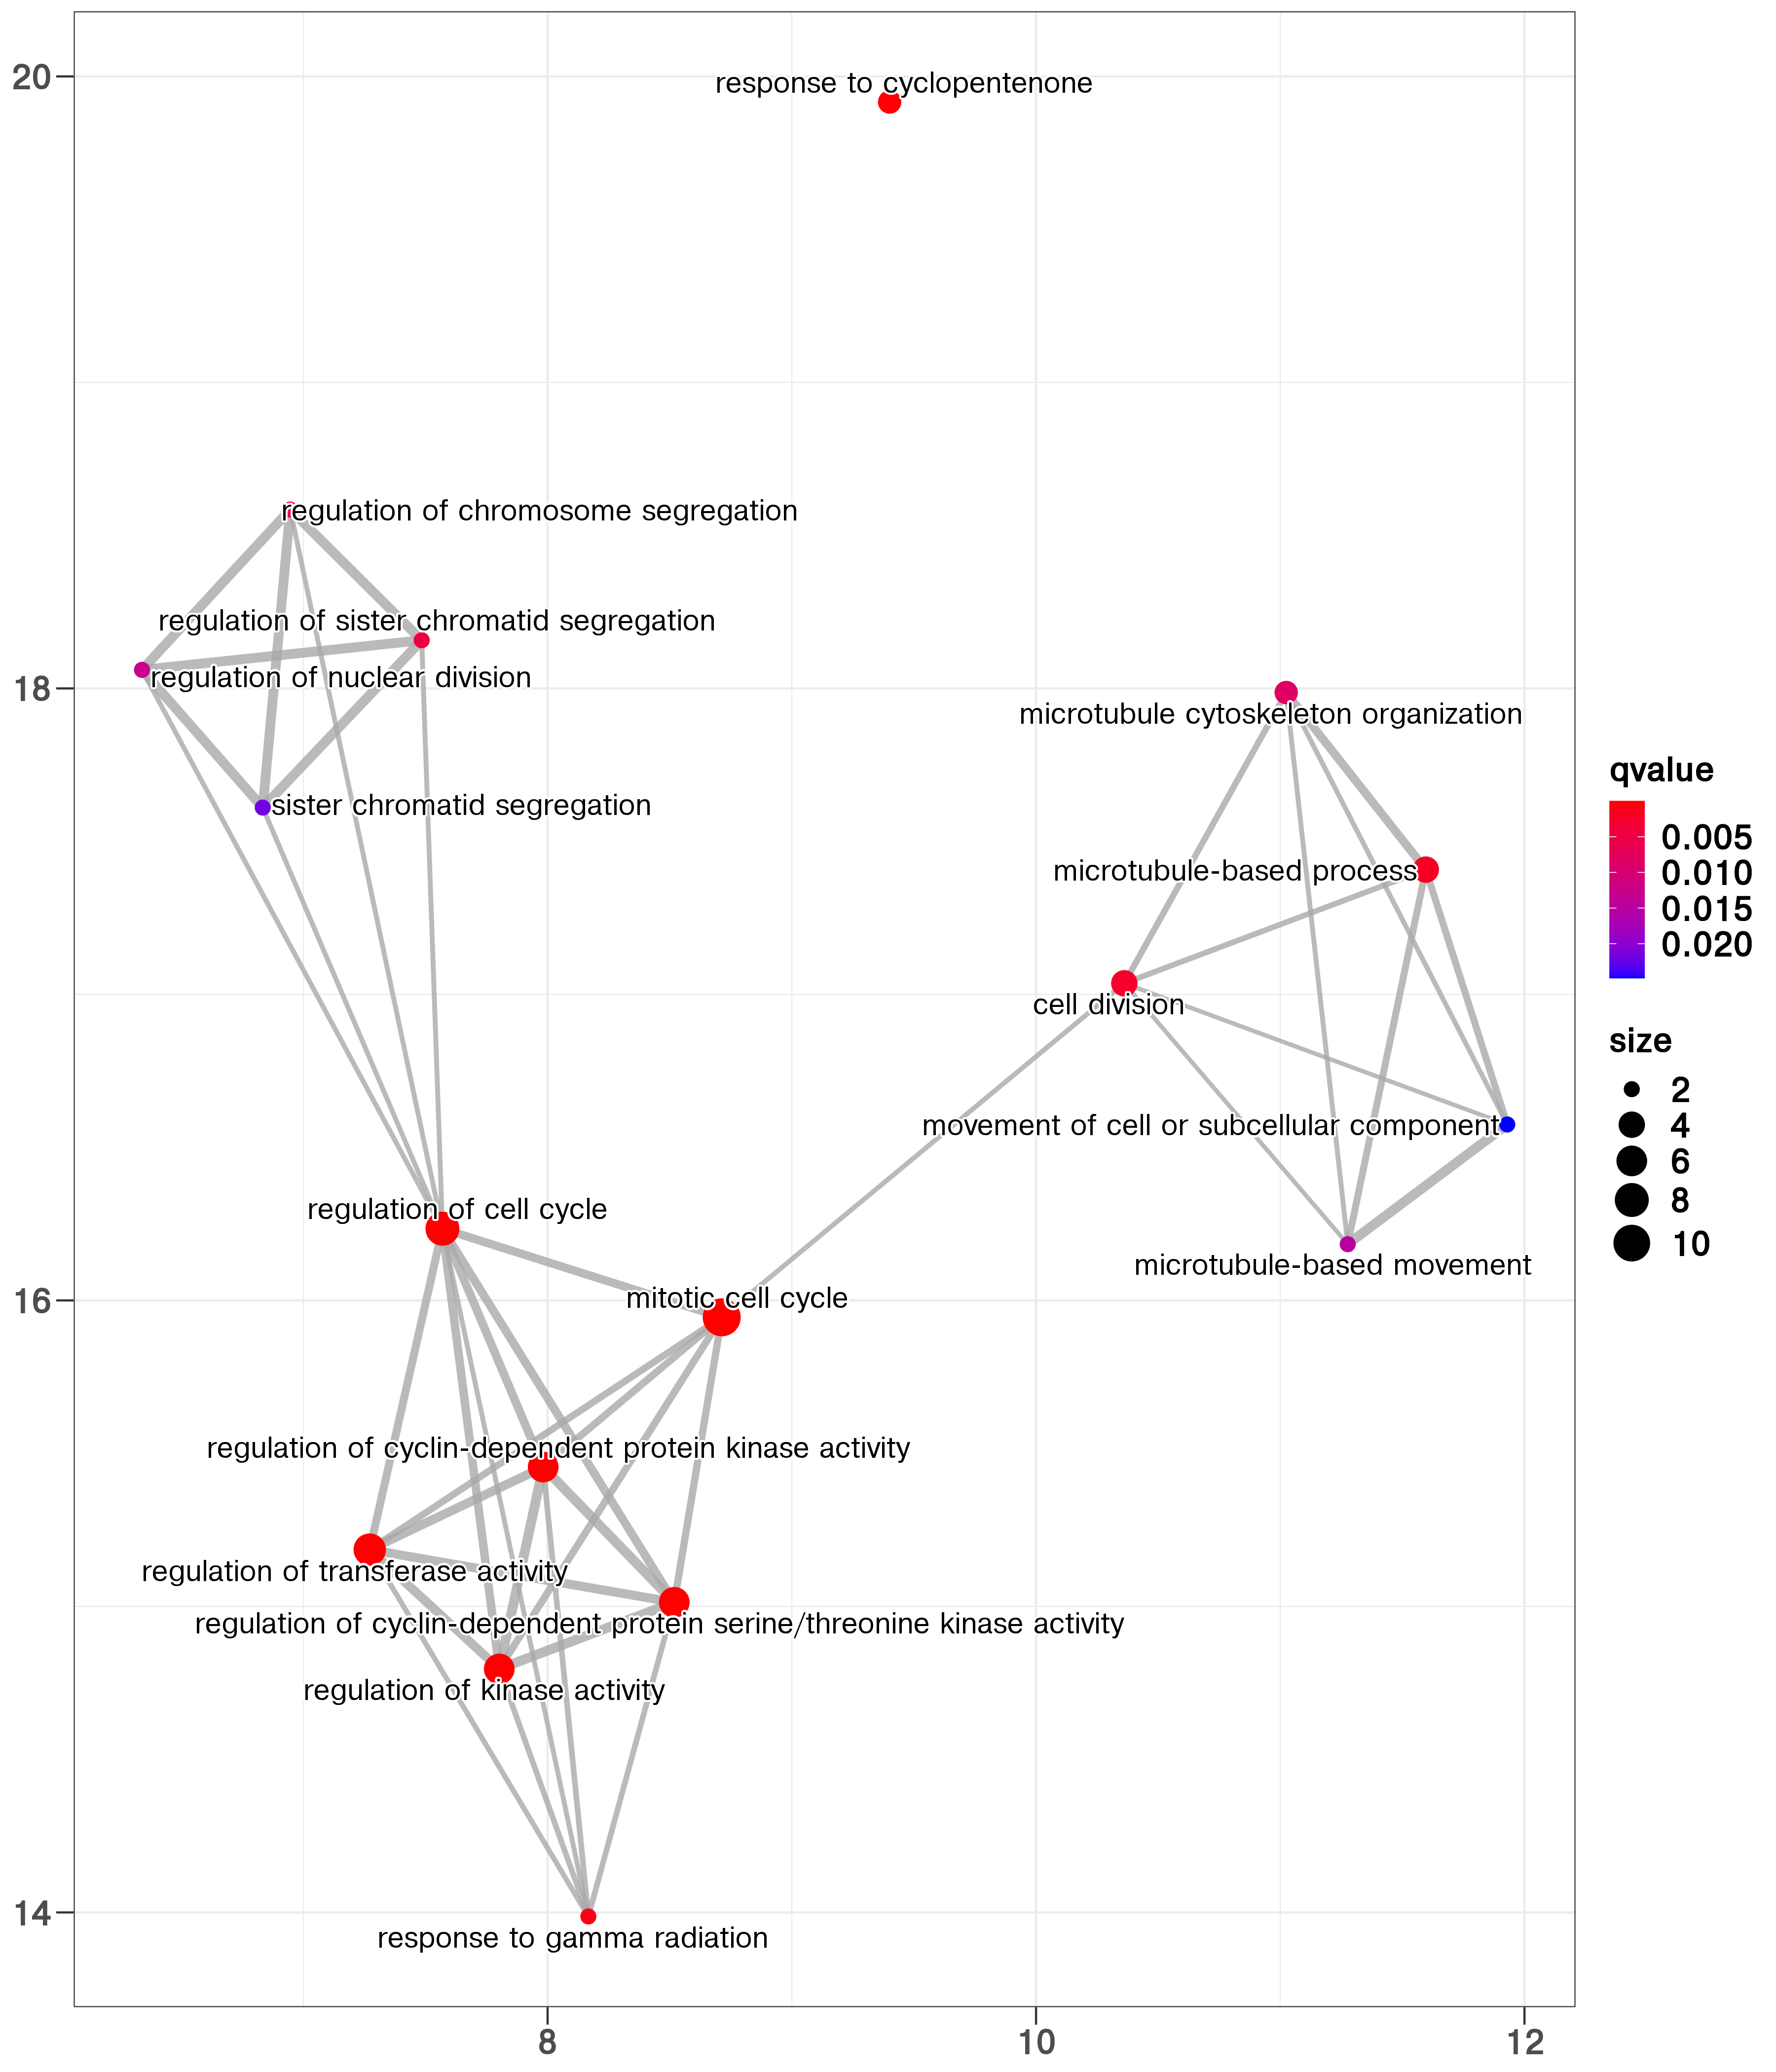 20
response to cyclopentenone
regulation of chromosome segregation
regulation of sister chromatid segregation
regulation of nuclear division
18
microtubule cytoskeleton organization
sister chromatid segregation
microtubule-based process
cell division
movement of cell or subcellular component
regulation of cell cycle
microtubule-based movement
16
mitotic cell cycle
regulation of cyclin-dependent protein kinase activity
regulation of transferase activity
regulation of cyclin-dependent protein serine/threonine kinase activity
regulation of kinase activity
14
response to gamma radiation
8
10
12
qvalue
0.005
0.010
0.015
0.020
size
2
4
6
8
10